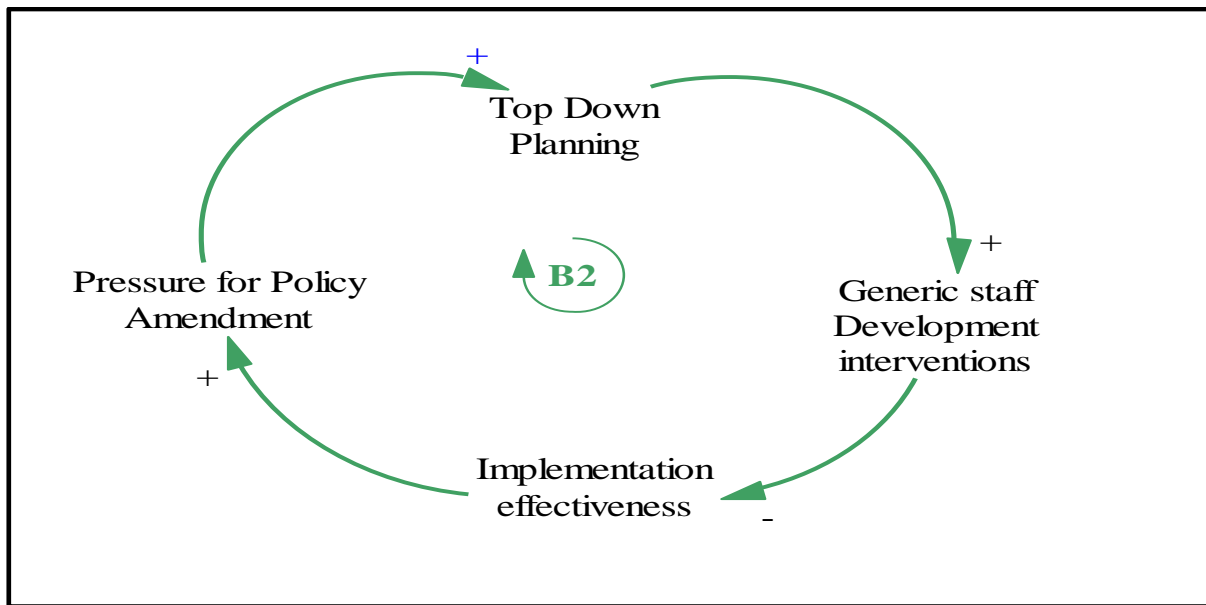 +
Top Down
Planning
+
Generic staff
Development
interventions
B2
Pressure for Policy
Amendment
+
Implementation
effectiveness
-